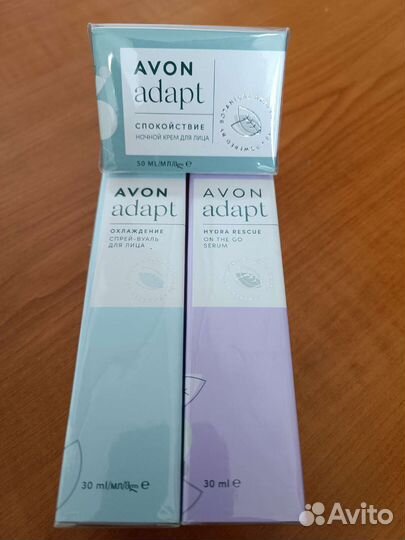 AVON
adapt
СПОКОЙСТВИЕ
НОЧНОЙ КРЕМ ДЛЯ ЛИЦА
50 ML/МЛ/
AVON
adapt
ОХЛАЖДЕНИЕ
СПРЕЙ-ВУАЛЬ
ДЛЯ ЛИЦА
30 ml/мл/
AVON
adapt
HYDRA RESCUE
ON THE GO
SERUM
30 ml e
Avito